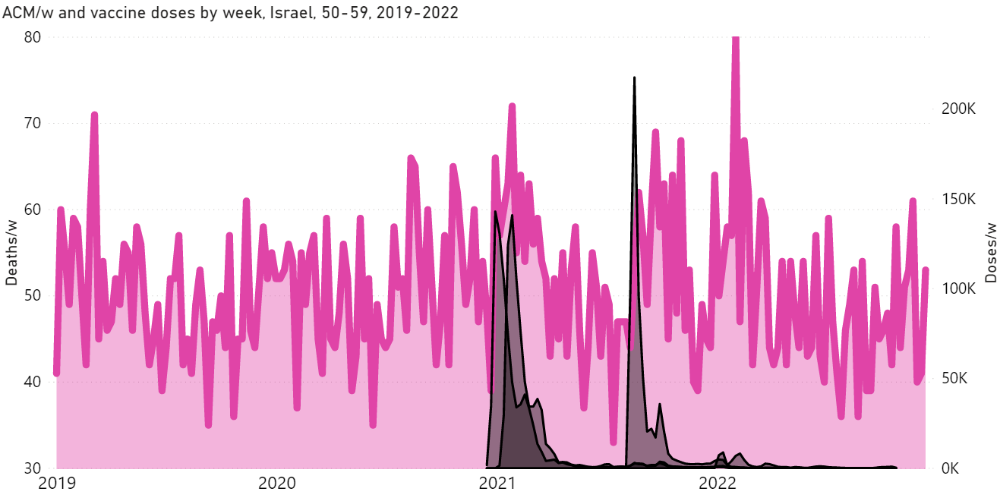 ACM/w and vaccine doses by week, Israel, 50-59, 2019-2022
80
70
60
50
40
30
Deaths/w
200K
150K
100K
50K
0K
Doses/w
2019
2020
2021
2022